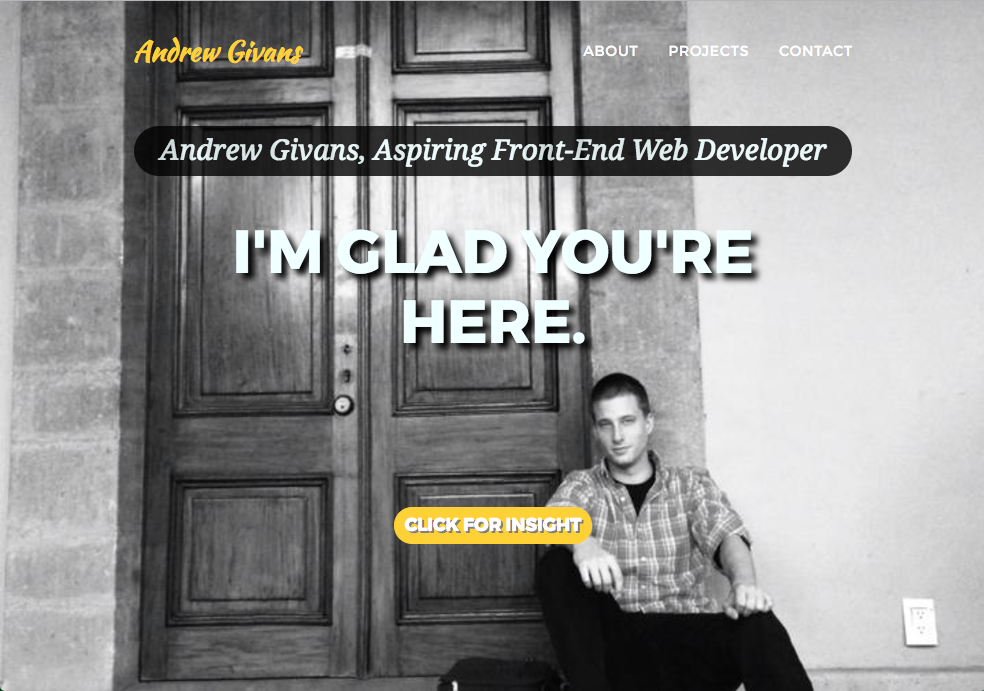 Andrew Givans
ABOUT PROJECTS CONTACT
Andrew Givans, Aspiring Front-End Web Developer
I'M GLAD YOU'RE
HERE.
CLICK FOR INSIGHT